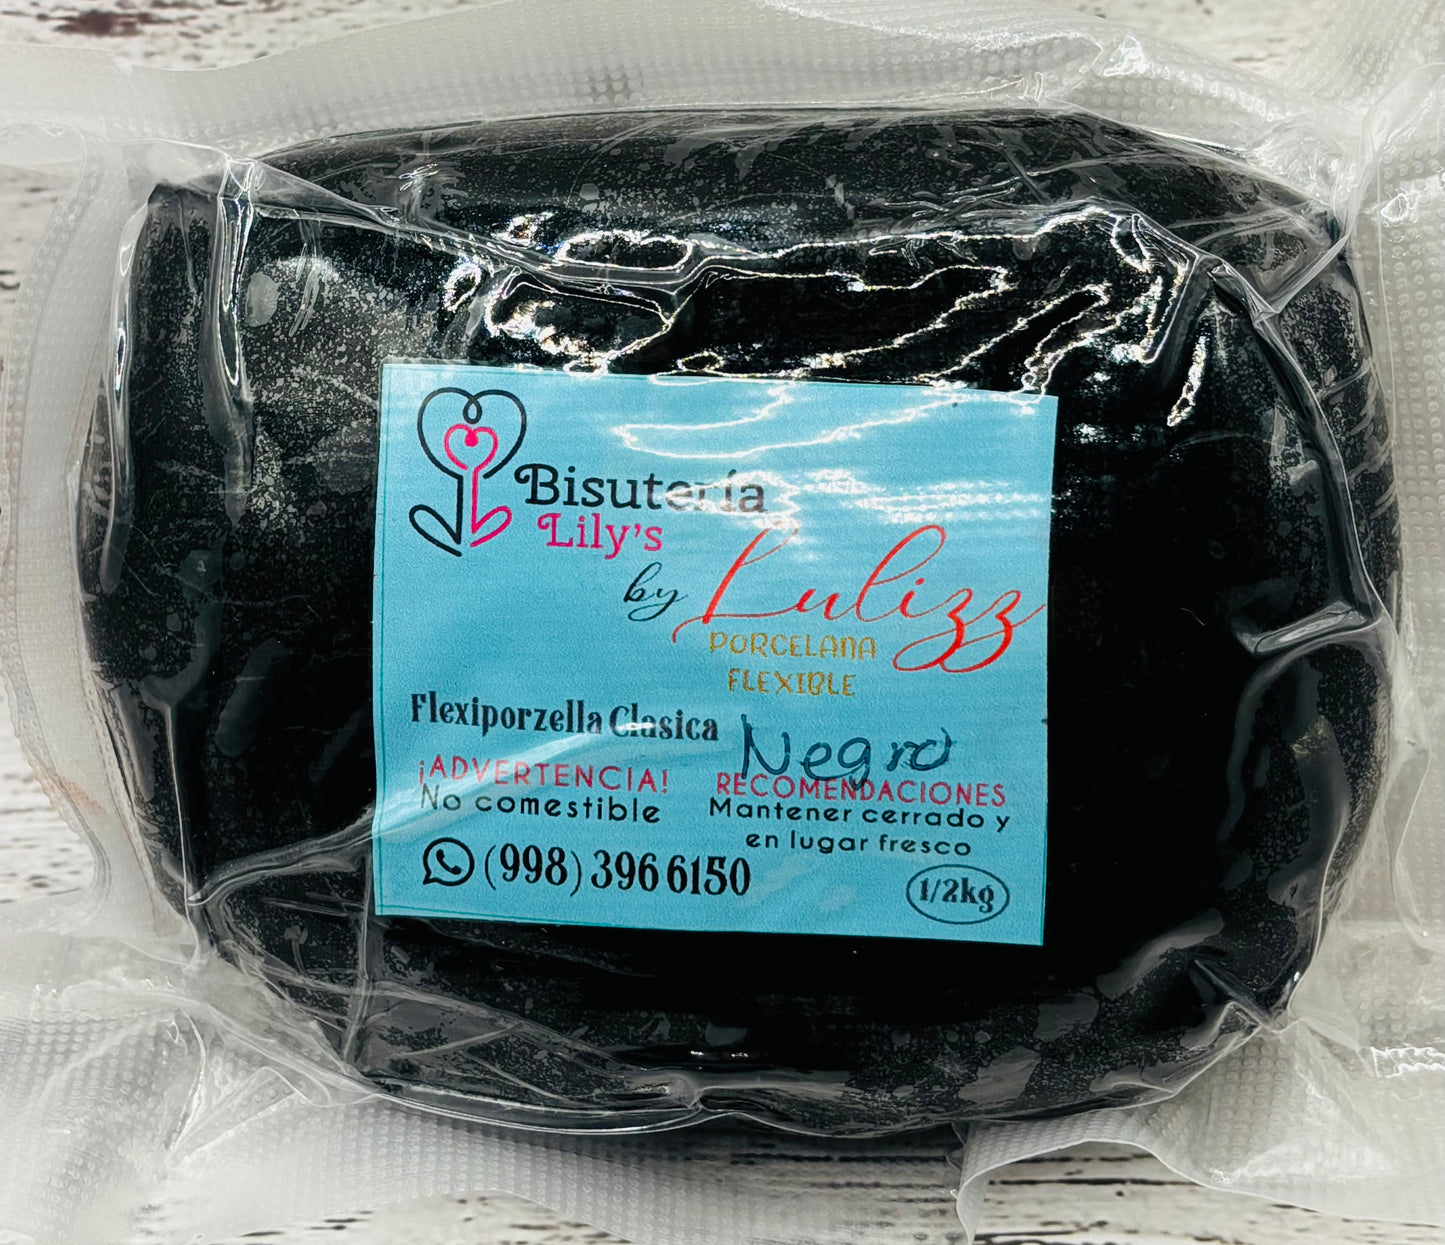 Bisutería
Lily's
by Lulizz
PORCELANA
FLEXIBLE
Flexiporzella Clasica Negro
¡ADVERTENCIA!
No comestible
RECOMENDACIONES
Mantener cerrado y
en lugar fresco
(998) 396 6150
1/2kg